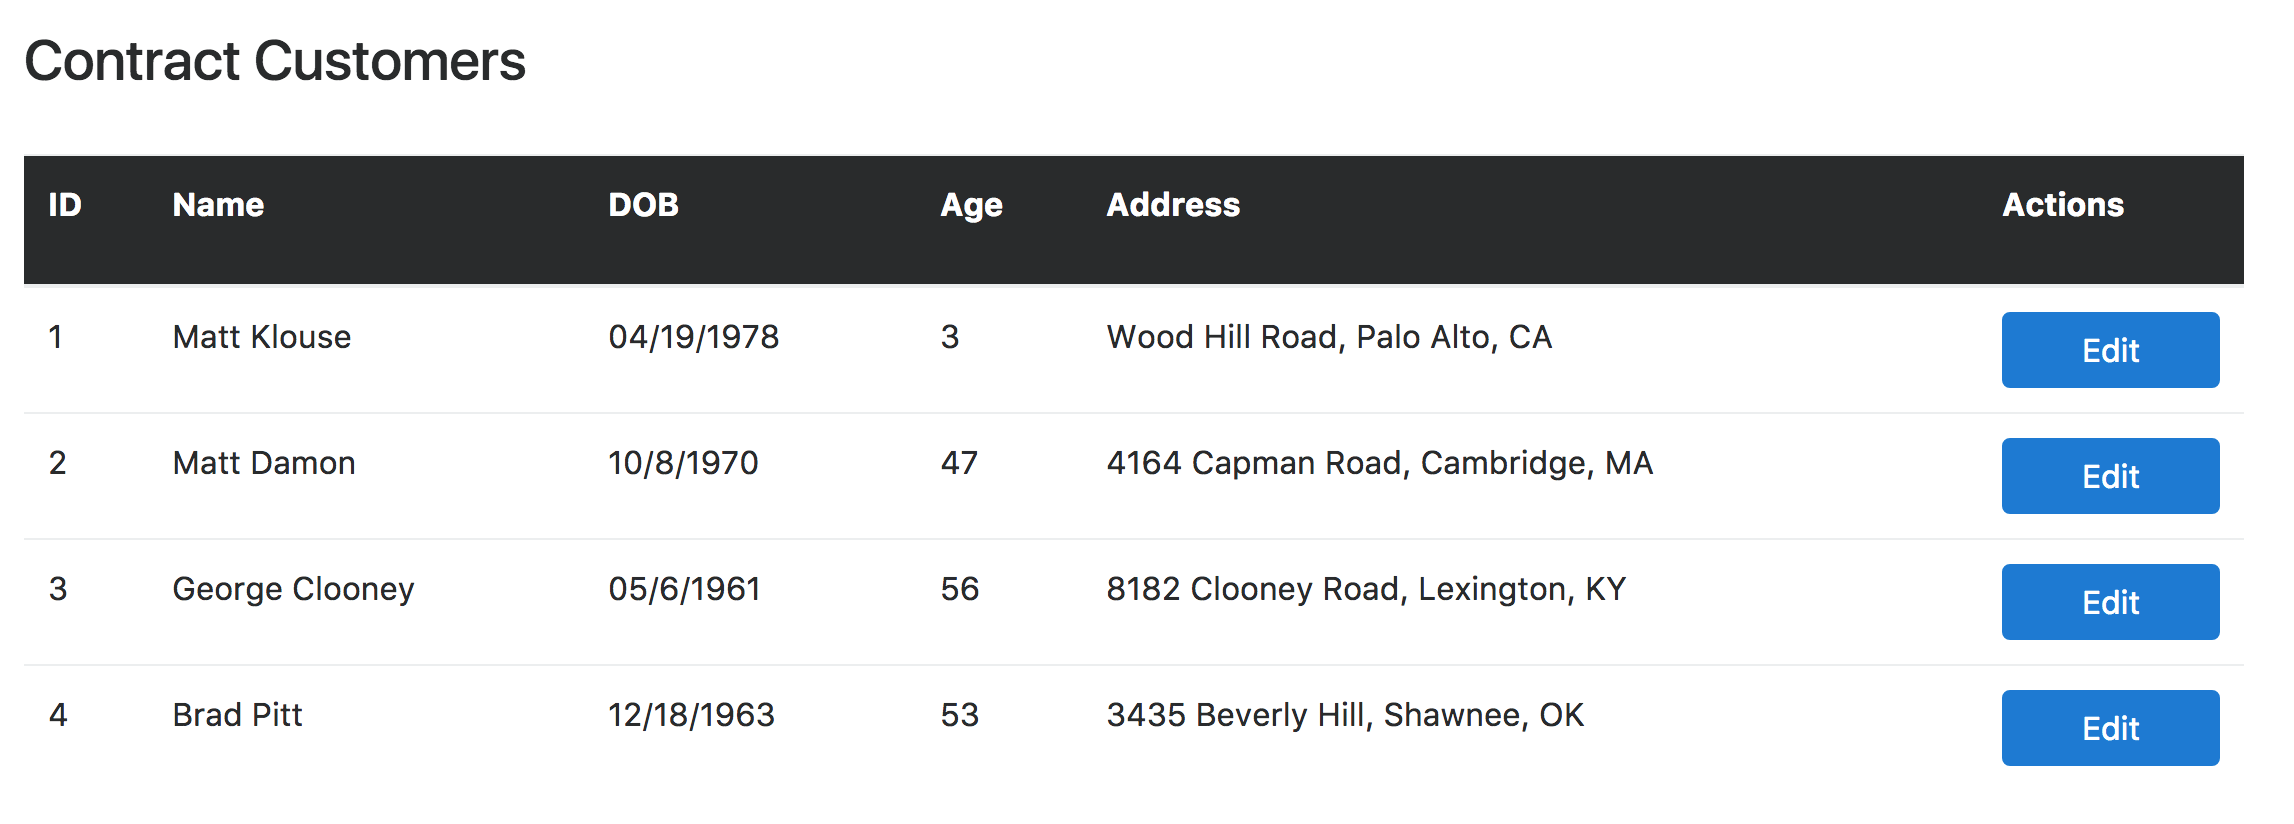 Contract Customers
ID Name DOB Age Address Actions
1 Matt Klouse 04/19/1978 3 Wood Hill Road, Palo Alto, CA Edit
2 Matt Damon 10/8/1970 47 4164 Capman Road, Cambridge, MA Edit
3 George Clooney 05/6/1961 56 8182 Clooney Road, Lexington, KY Edit
4 Brad Pitt 12/18/1963 53 3435 Beverly Hill, Shawnee, OK Edit